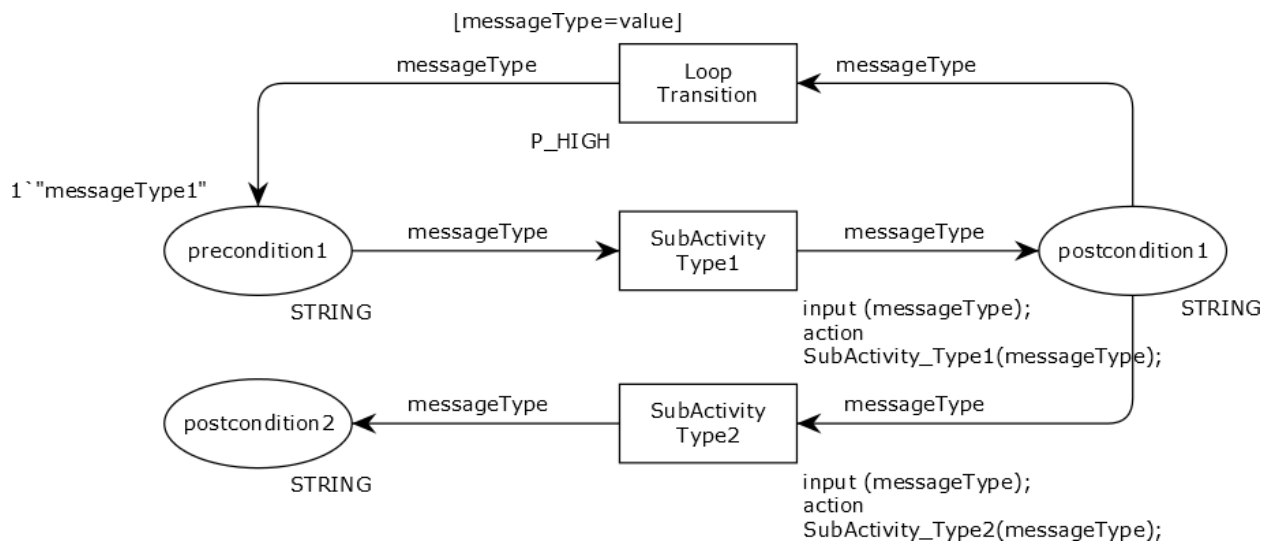 [messageType=value]
messageType
Loop
Transition
messageType
P_HIGH
1`"messageType1"
precondition1
STRING
messageType
SubActivity
Type1
messageType
postcondition1
STRING
input (messageType);
action
SubActivity_Type1(messageType);
postcondition2
STRING
messageType
SubActivity
Type2
messageType
input (messageType);
action
SubActivity_Type2(messageType);